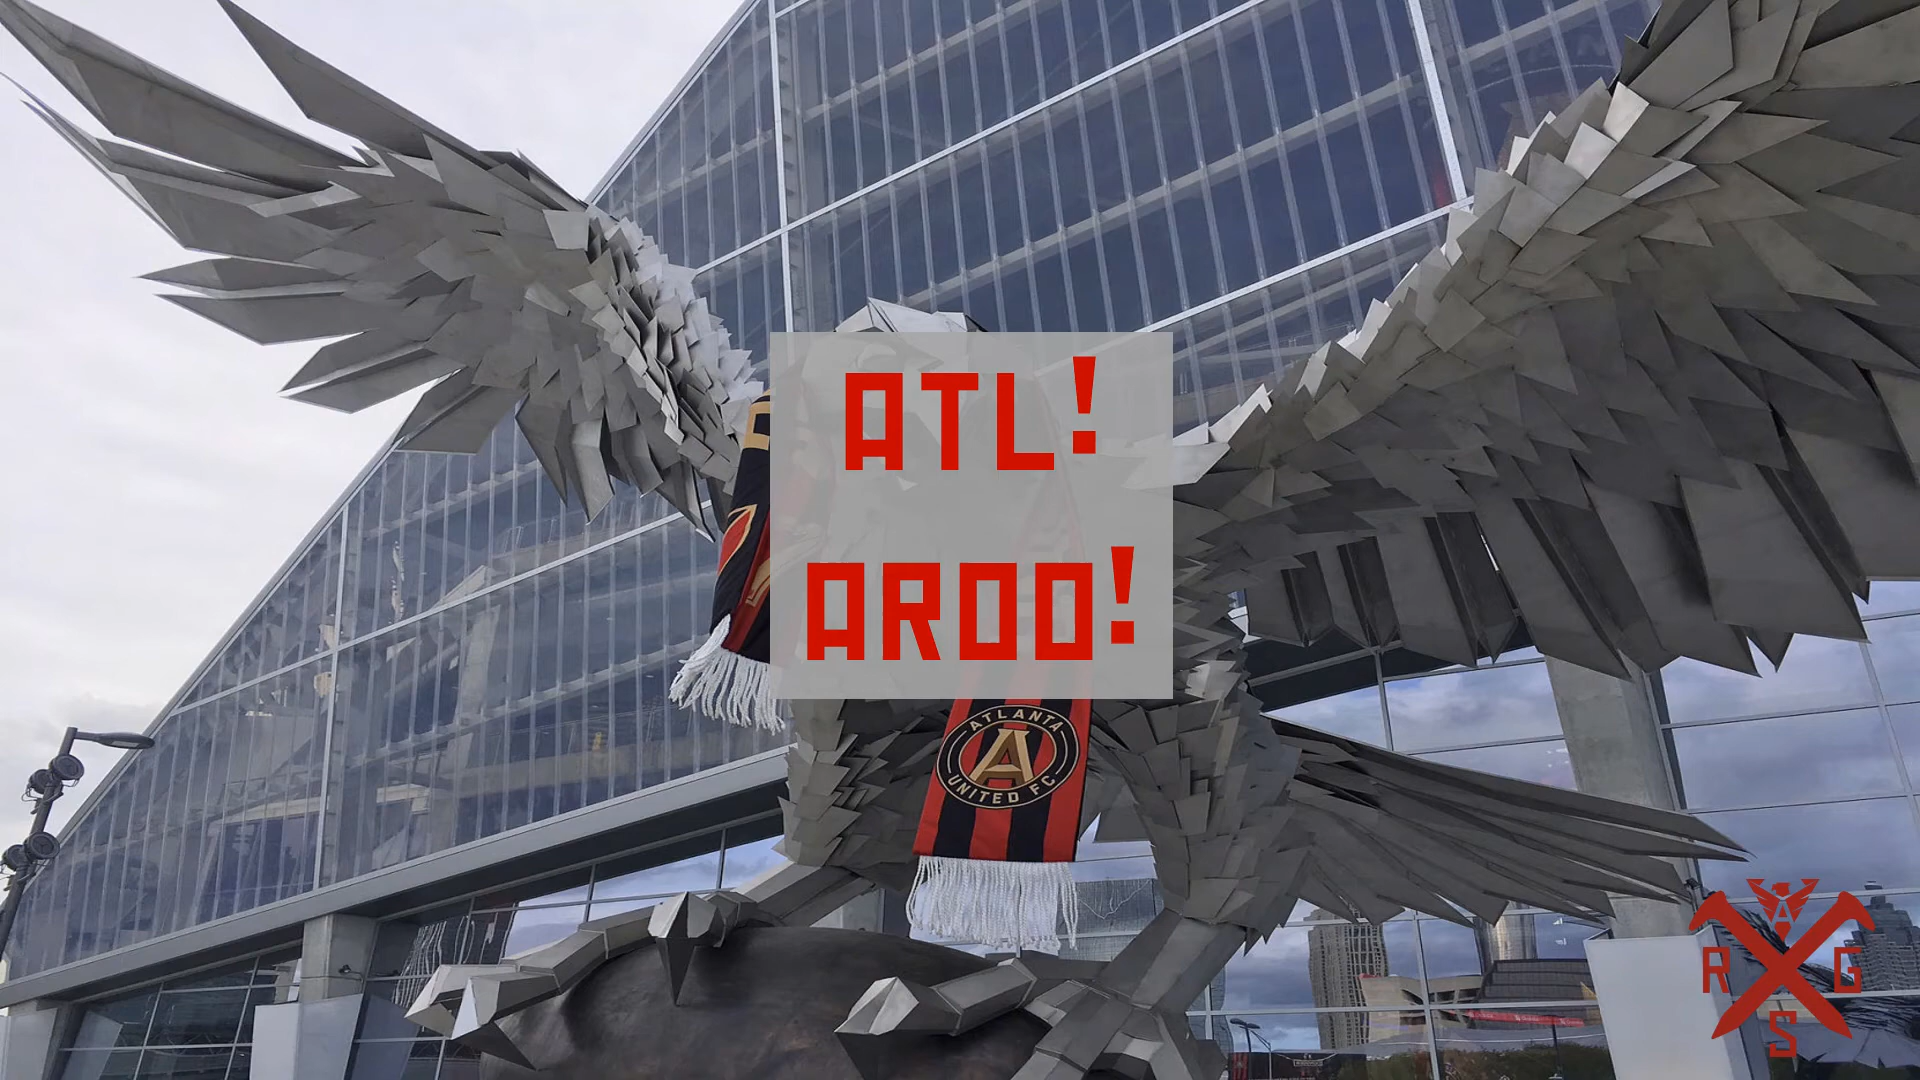 ATL!
AROO!
ATLANTA
A
UNITED FC
A
R G
S